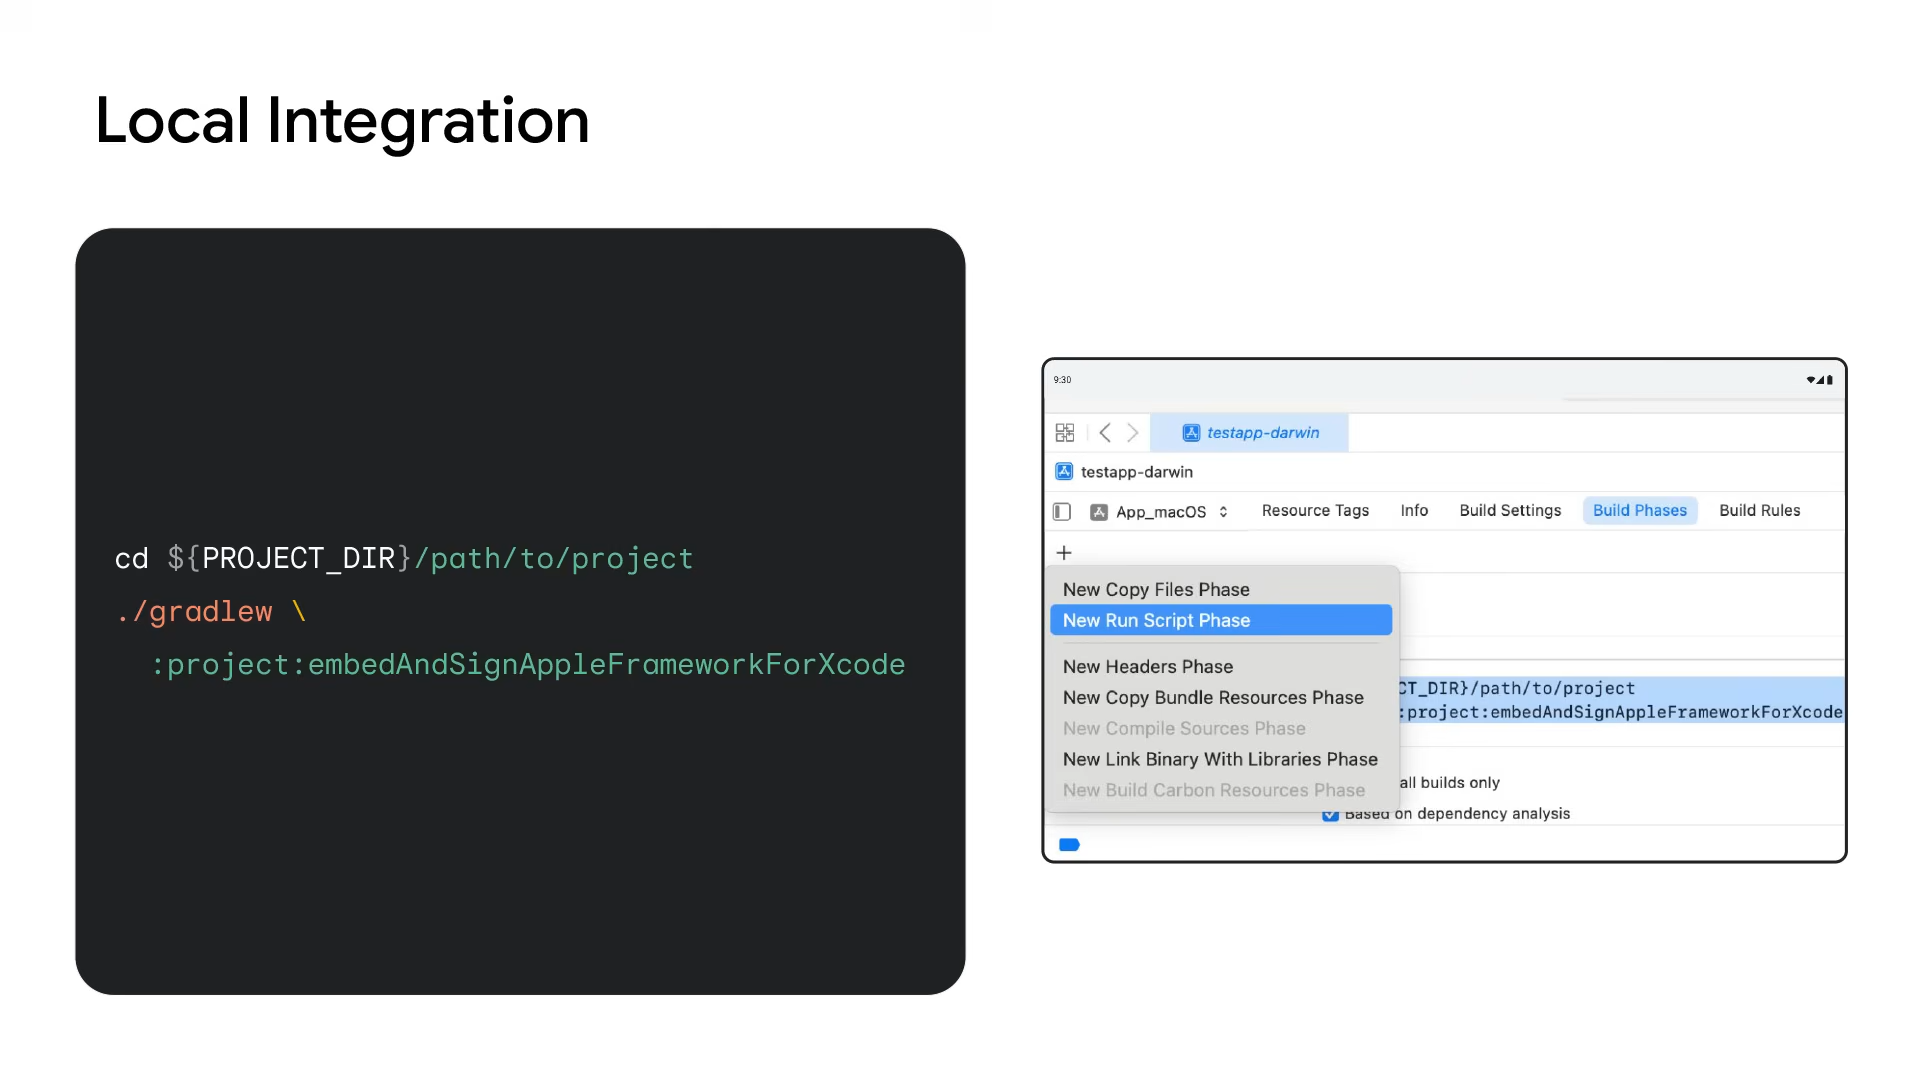 Local Integration
cd ${PROJECT_DIR}/path/to/project
./gradlew \
:project:embedAndSignAppleFrameworkForXcode
9:30
testapp-darwin
testapp-darwin
App_macOS Resource Tags Info Build Settings Build Phases Build Rules
+
New Copy Files Phase
New Run Script Phase
New Headers Phase
New Copy Bundle Resources Phase
New Compile Sources Phase
New Link Binary With Libraries Phase
New Build Carbon Resources Phase
CT_DIR}/path/to/project
:project:embedAndSignAppleFrameworkForXcode
all builds only
Based on dependency analysis